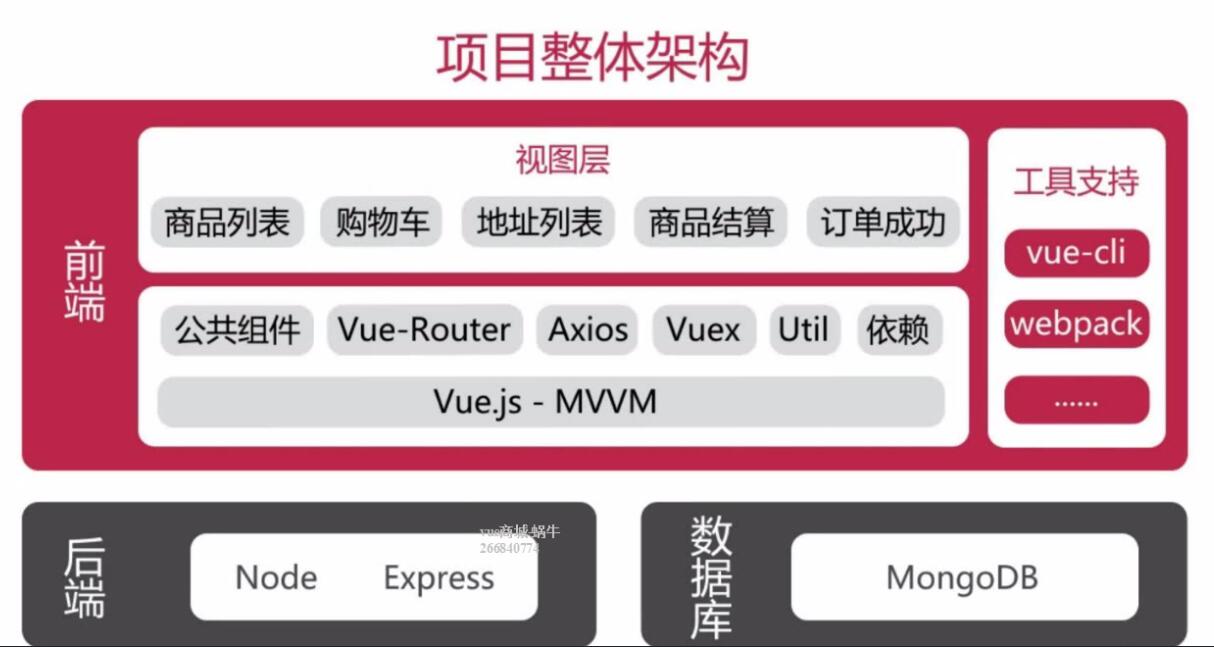 项目整体架构
前端
视图层
商品列表 购物车 地址列表 商品结算 订单成功
公共组件 Vue-Router Axios Vuex Util 依赖
Vue.js - MVVM
工具支持
vue-cli
webpack
......
后端
Node Express
vue商城-蜗牛
266840774
数据库
MongoDB